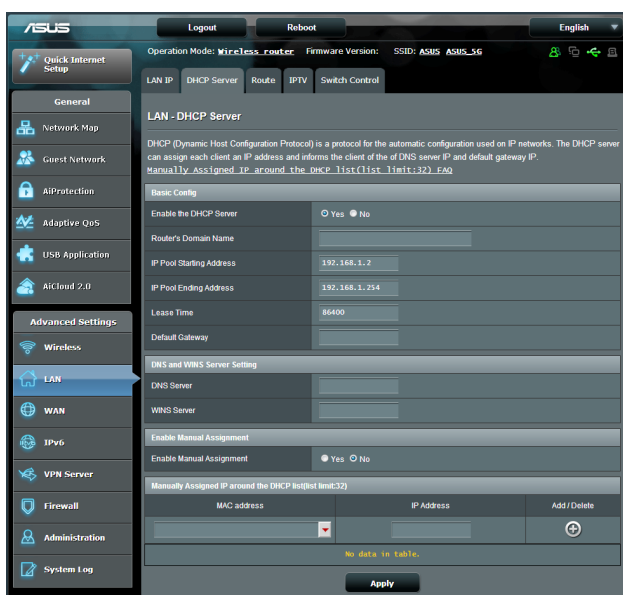 ASUS
Logout
Reboot
English
Operation Mode: Wireless router Firmware Version: SSID: ASUS ASUS_5G
Quick Internet
Setup
General
Network Map
Guest Network
AiProtection
Adaptive QoS
USB Application
AiCloud 2.0
Advanced Settings
Wireless
LAN
WAN
IPv6
VPN Server
Firewall
Administration
System Log
LAN IP
DHCP Server
Route
IPTV
Switch Control
LAN - DHCP Server
DHCP (Dynamic Host Configuration Protocol) is a protocol for the automatic configuration used on IP networks. The DHCP server
can assign each client an IP address and informs the client of the of DNS server IP and default gateway IP.
Manually Assigned IP around the DHCP list(list limit:32) FAQ
Basic Config
Enable the DHCP Server Yes No
Router's Domain Name
IP Pool Starting Address 192.168.1.2
IP Pool Ending Address 192.168.1.254
Lease Time 86400
Default Gateway
DNS and WINS Server Setting
DNS Server
WINS Server
Enable Manual Assignment
Enable Manual Assignment Yes No
Manually Assigned IP around the DHCP list(list limit:32)
MAC address IP Address Add / Delete
No data in table.
Apply